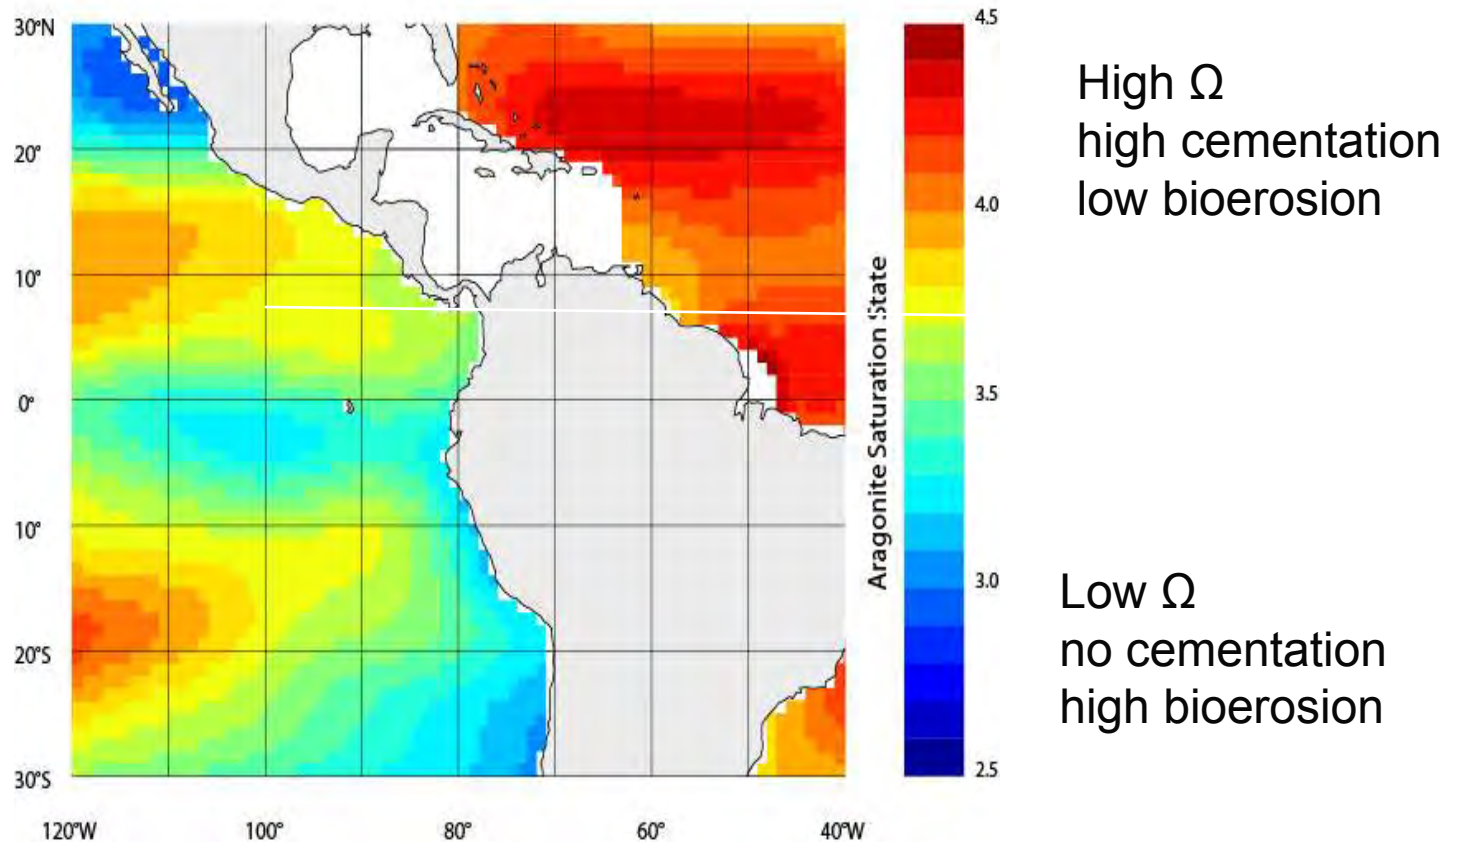 30°N
20°
10°
0°
10°
20°S
30°S
120°W
100°
80°
60°
40°W
Aragonite Saturation State
4.5
4.0
3.5
3.0
2.5
High Ω
high cementation
low bioerosion
Low Ω
no cementation
high bioerosion